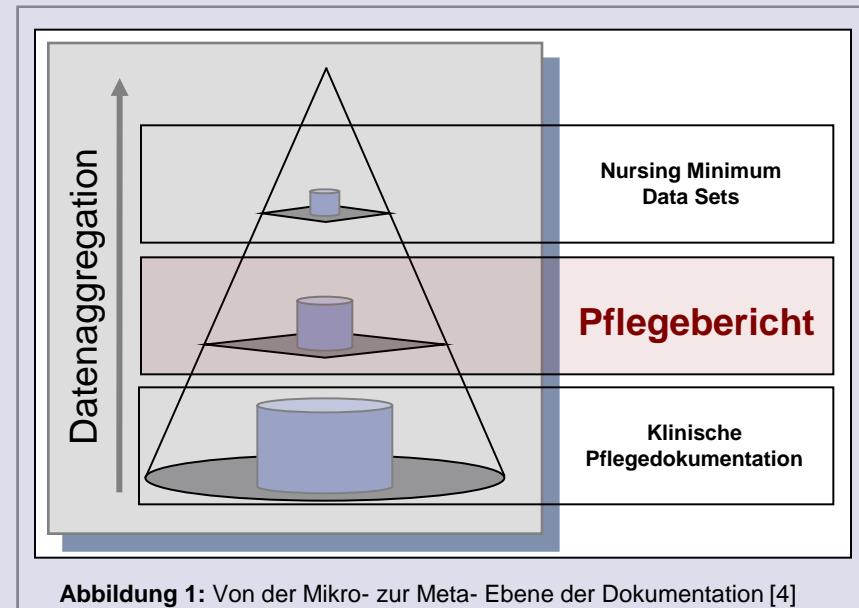 Datenaggregation
Nursing Minimum
Data Sets
Pflegebericht
Klinische
Pflegedokumentation
Abbildung 1: Von der Mikro- zur Meta- Ebene der Dokumentation [4]